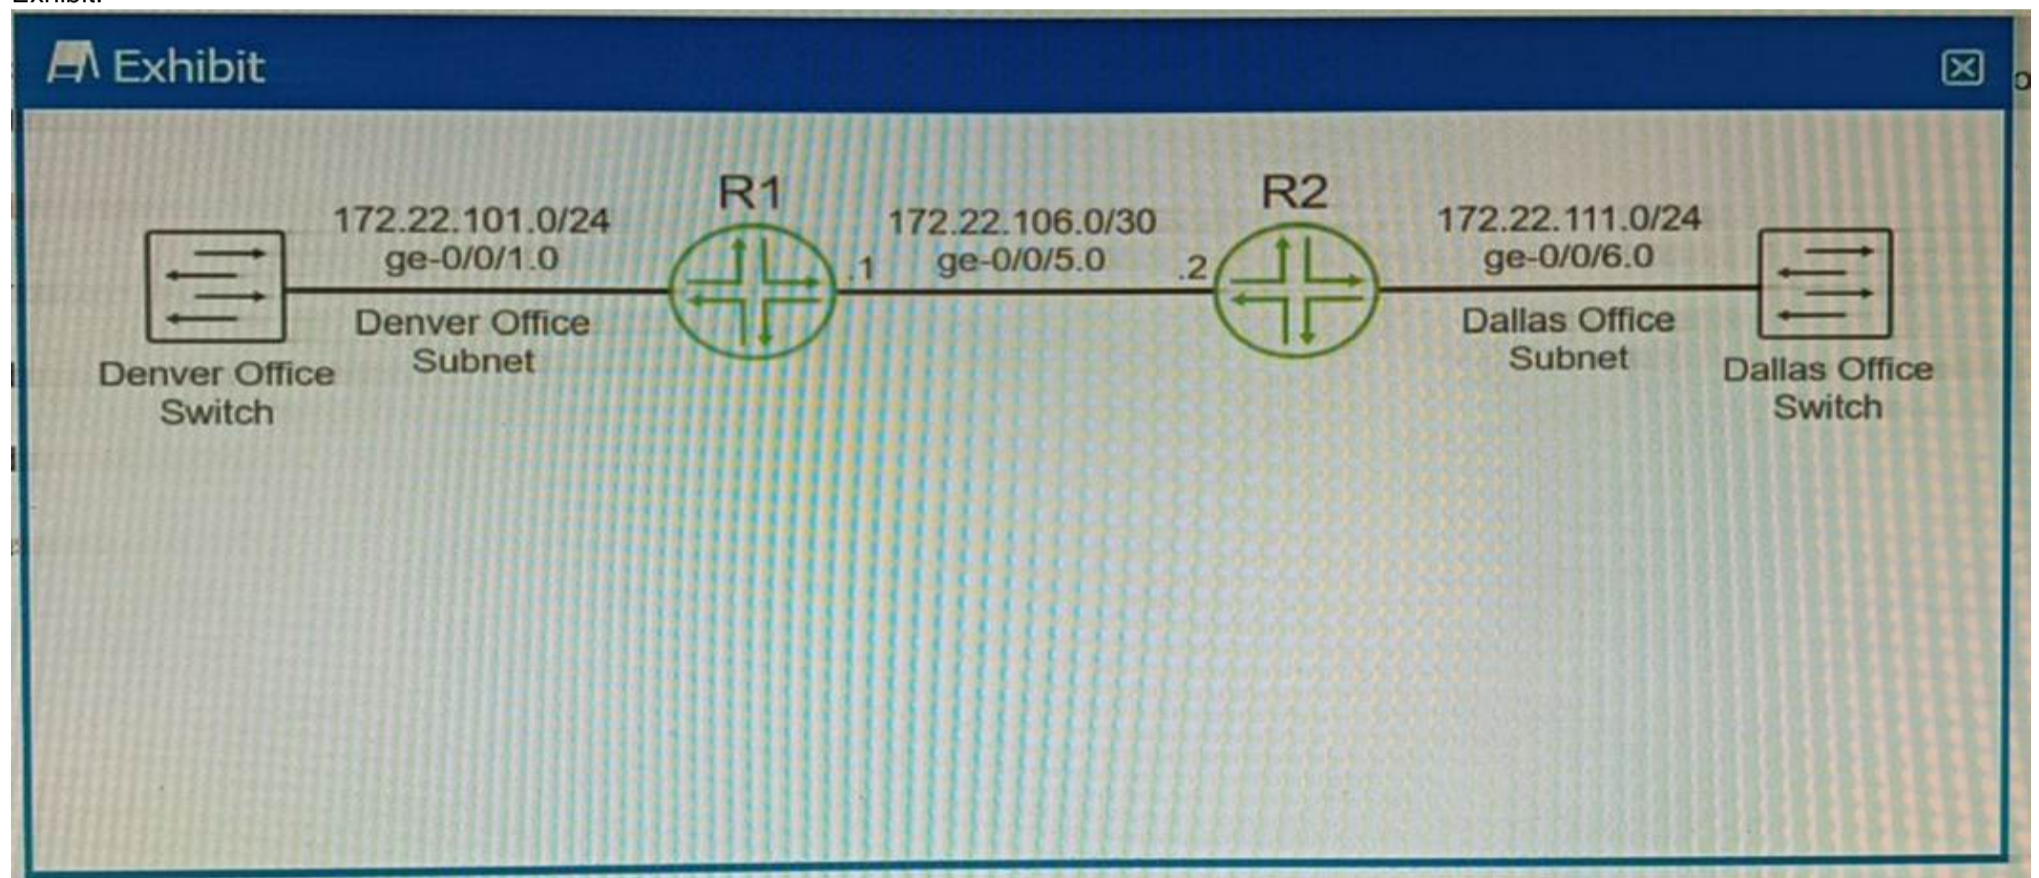 Exhibit:
Exhibit
R1
R2
172.22.101.0/24
ge-0/0/1.0
172.22.106.0/30
.1 ge-0/0/5.0 .2
172.22.111.0/24
ge-0/0/6.0
Denver Office
Subnet
Dallas Office
Subnet
Denver Office
Switch
Dallas Office
Switch